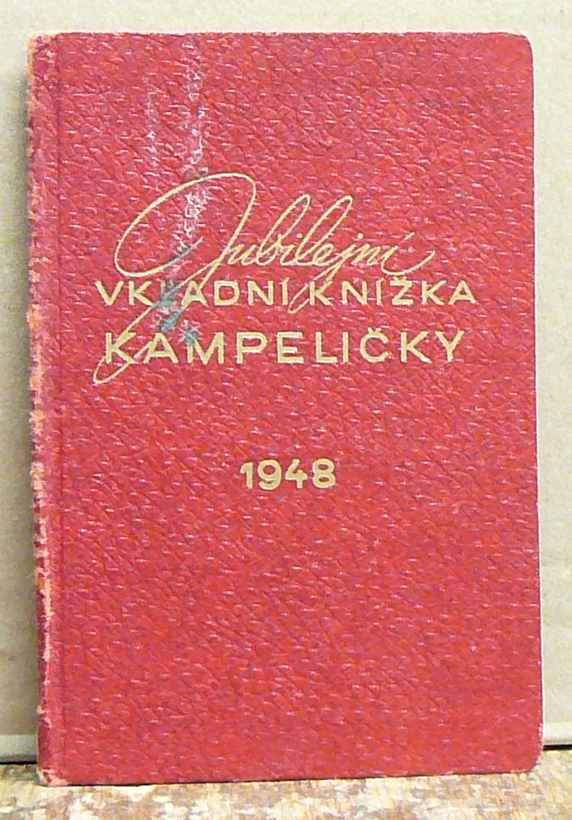 Jubilejní
VKLADNÍ KNÍŽKA
KAMPELIČKY
1948